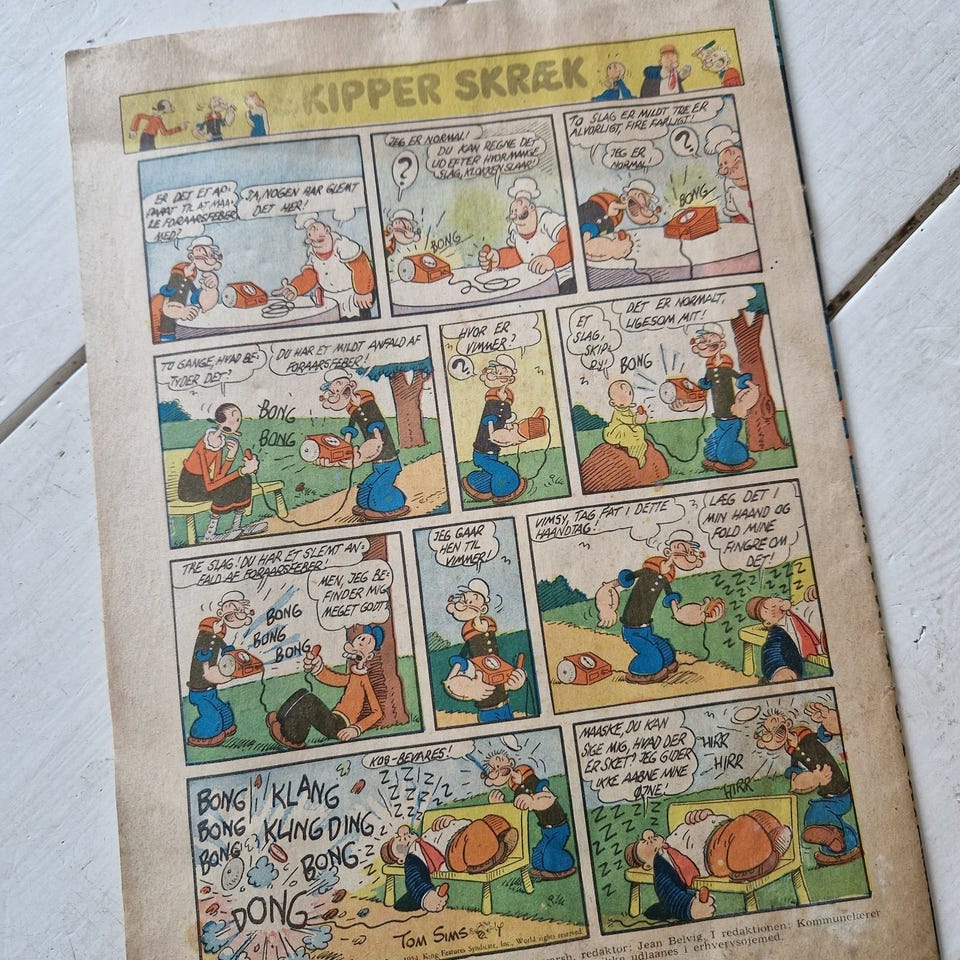 SKIPPER SKRÆK
ER DET ET AP-
PARAT TIL AT MAA-
LE FORAARSFEBER
MED?
JA, NOGEN HAR GLEMT
DET HER!
JEG ER NORMAL!
?
DU KAN REGNE DET
UD EFTER HVOR MANGE
SLAG, KLOKKEN SLAAR!
BONG
TO SLAG ER MILDT TRE ER
ALVORLIGT, FIRE FARLIGT!
JEG ER
NORMAL!
?
BONG
TO GANGE, HVAD BE-
TYDER DET?
DU HAR ET MILDT ANFALD AF
FORAARSFEBER!
BONG
BONG
HVOR ER
VIMMER?
?
ET
SLAG,
SKIP-
PER!
DET ER NORMALT,
LIGESOM MIT!
BONG
TRE SLAG! DU HAR ET SLEMT AN-
FALD AF FORAARSFEBER!
MEN, JEG BE-
FINDER MIG
MEGET GODT!
BONG
BONG
BONG
JEG GAAR
HEN TIL
VIMMER!
VIMSY, TAG FAT I DETTE
HAANDTAG!
LÆG DET I
MIN HAAND OG
FOLD MINE
FINGRE OM
DET!
Z Z Z Z
BONG KLANG
BONG KLING DING
BONG BONG
DONG
KOG-BEVARES!
Z Z Z Z
TOM SIMS
King Features Syndicate, Inc., World rights reserved.
MAASKE, DU KAN
SIGE MIG, HVAD DER
ER SKET? JEG GIDER
IKKE AABNE MINE
ØJNE!
HIRR
HIRR
HIRR
Z Z Z Z
redaktør: Jean Bølvig. I redaktionen: Kommunelærer
udlaanes i erhvervsøjemed.